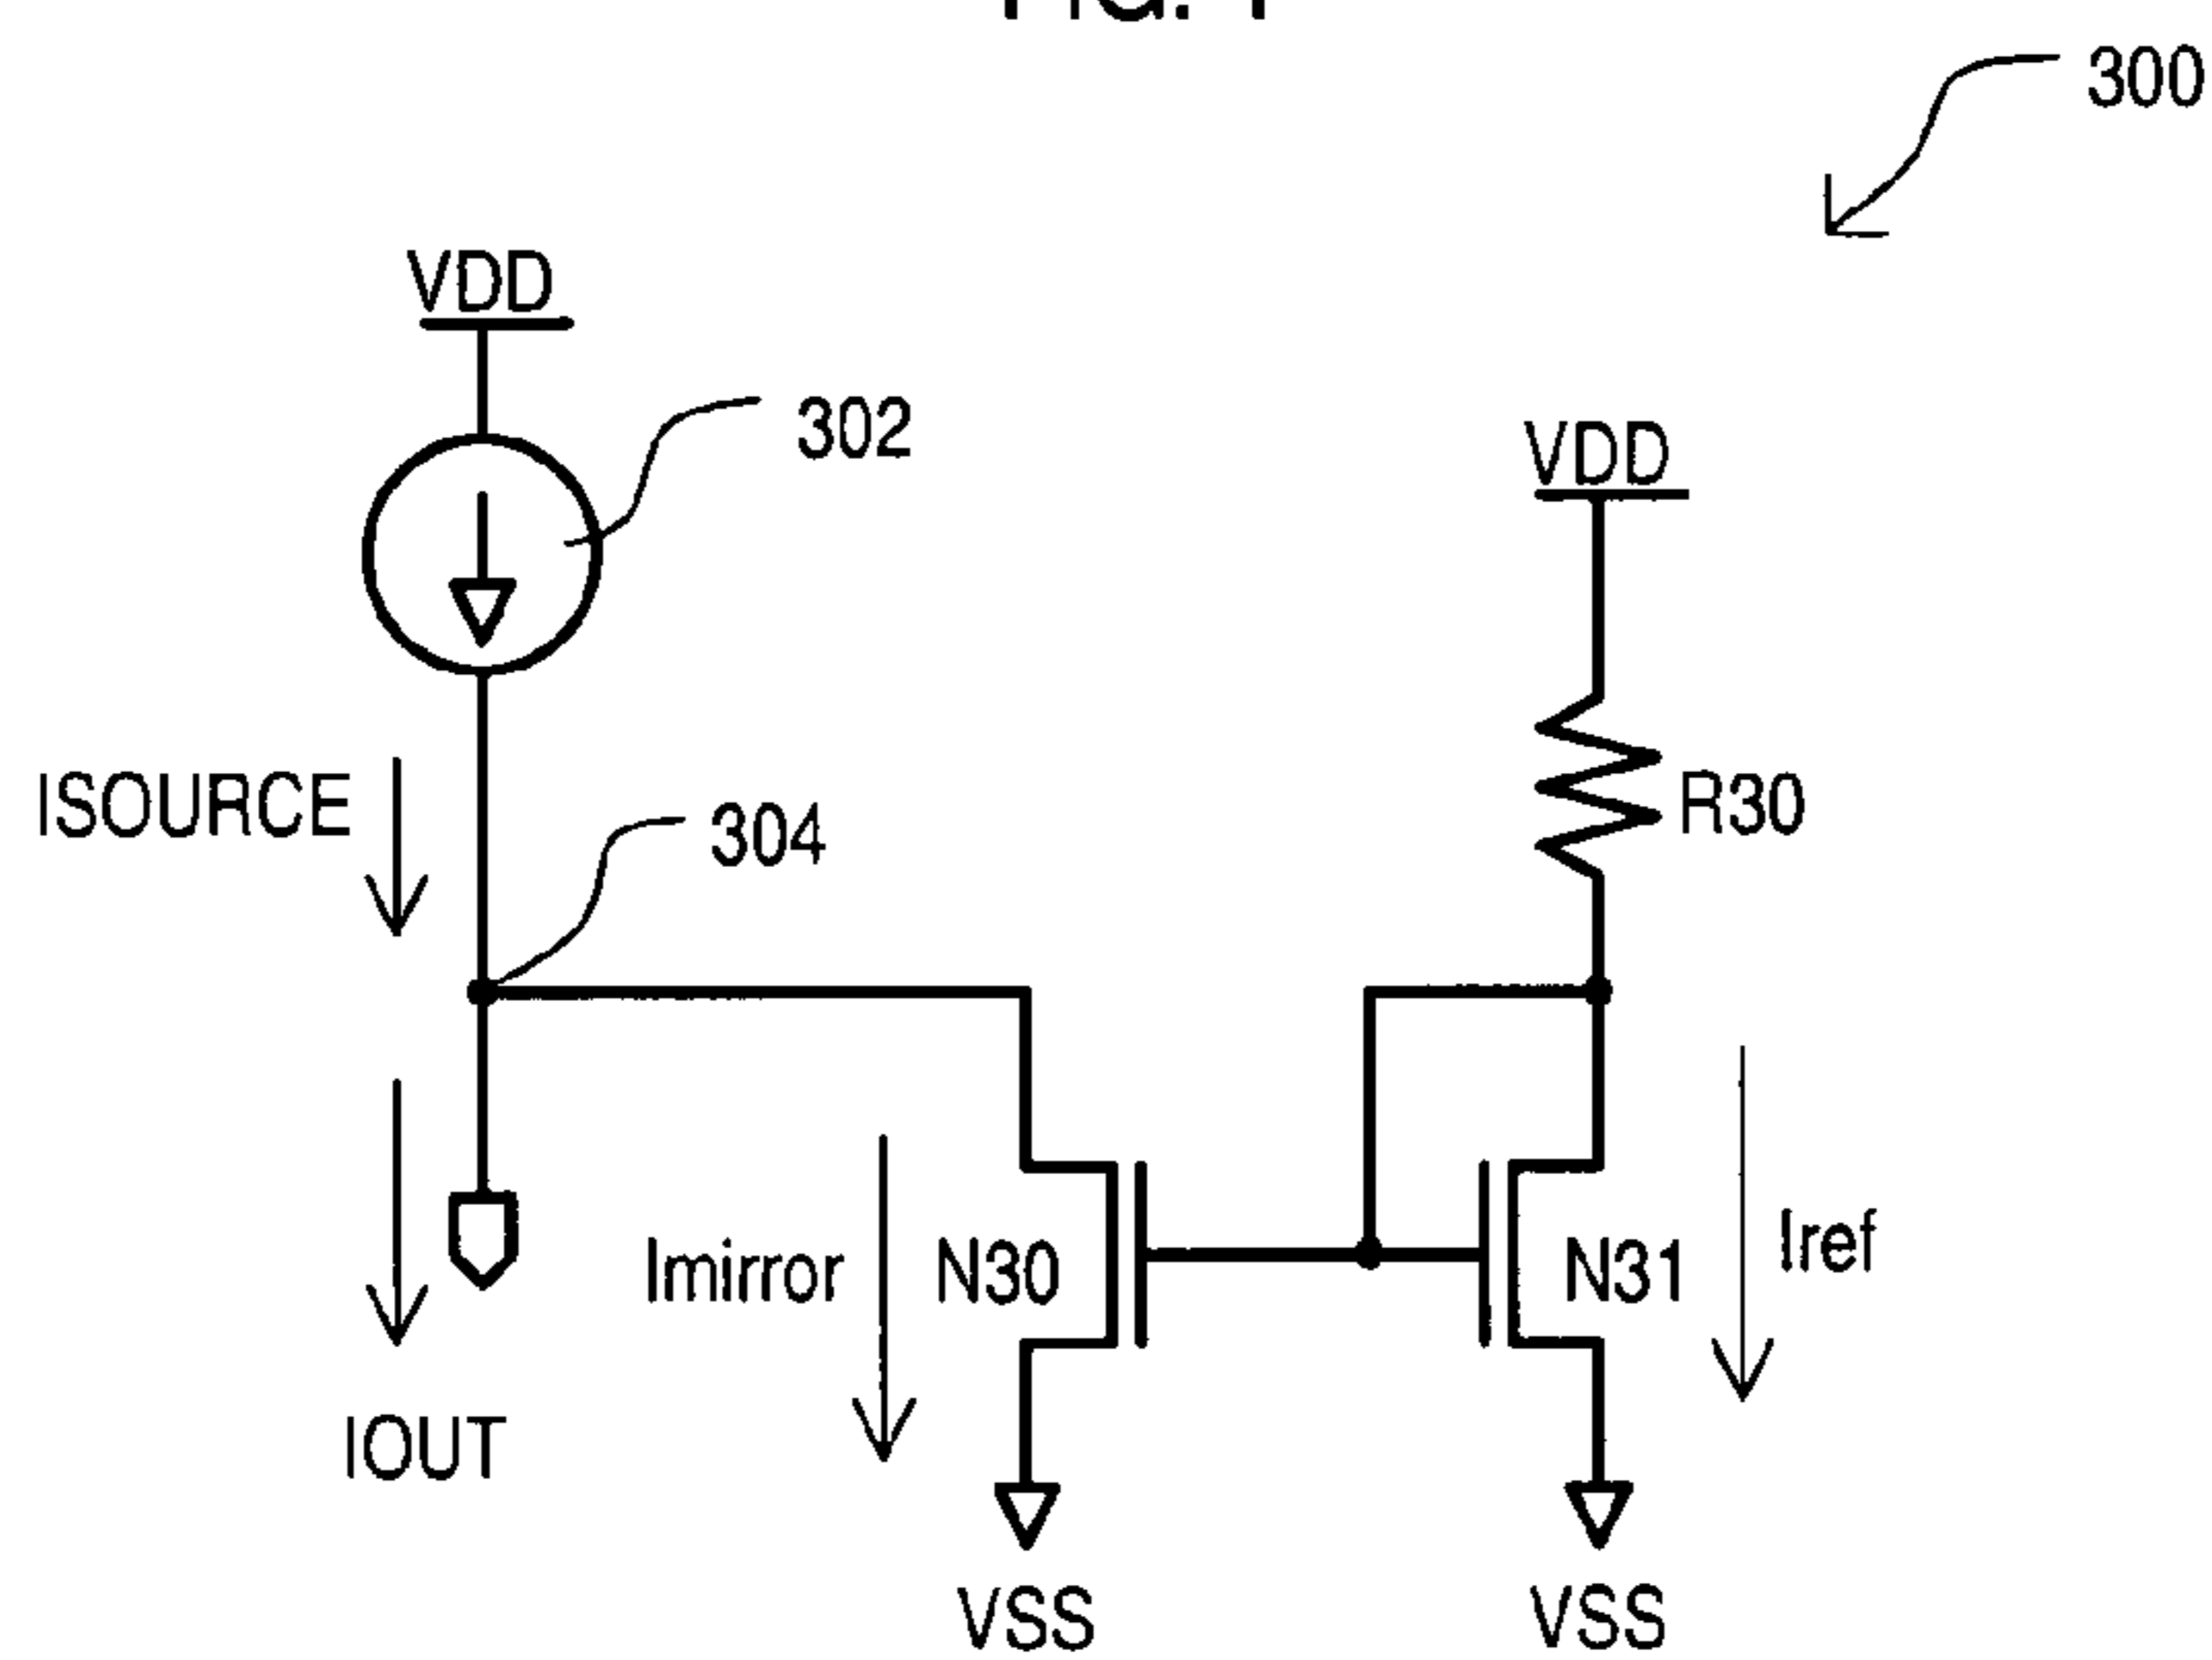 300
VDD
302
VDD
ISOURCE
304
R30
Imirror
N30
N31
Iref
IOUT
VSS
VSS